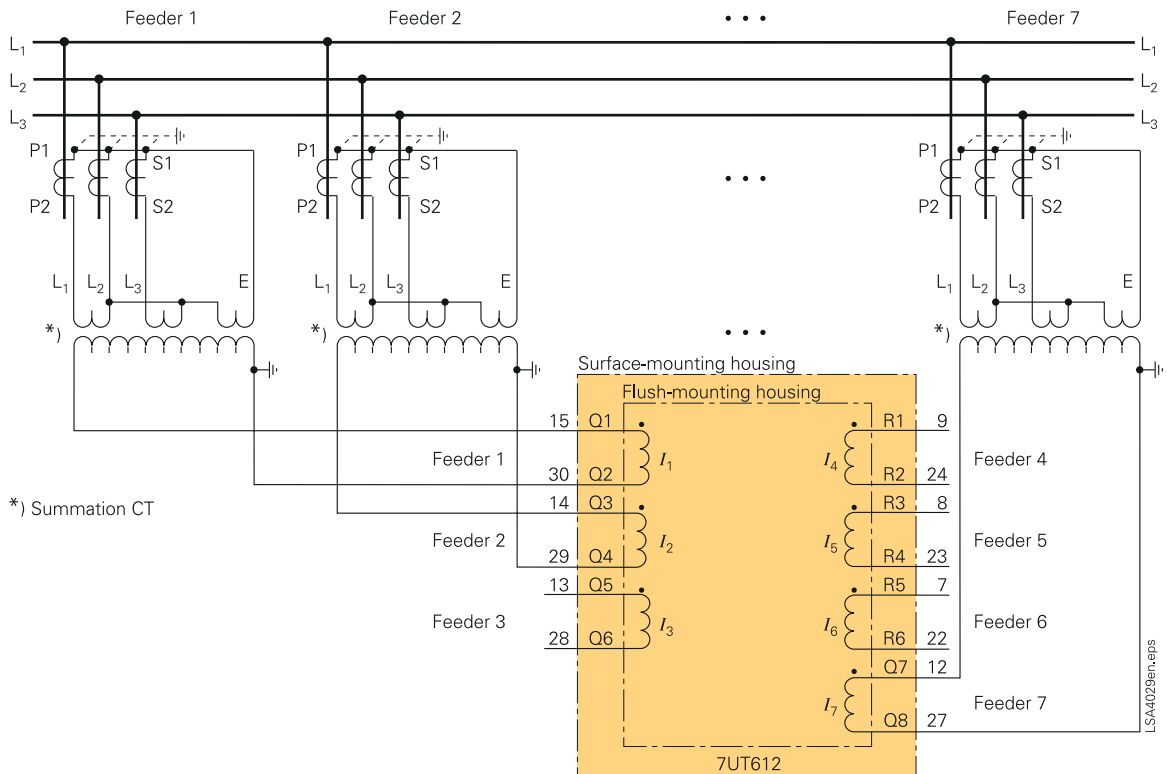 Feeder 1 Feeder 2 • • • Feeder 7
L1 L1
L2 L2
L3 L3
P1 S1 P1 S1 P1 S1
• • •
P2 S2 P2 S2 P2 S2
L1 L2 L3 E L1 L2 L3 E L1 L2 L3 E
*) *) • • • *)
Surface-mounting housing
Flush-mounting housing
15 Q1 R1 9
Feeder 1 I1 I4 Feeder 4
30 Q2 R2 24
*) Summation CT
14 Q3 R3 8
Feeder 2 I2 I5 Feeder 5
29 Q4 R4 23
13 Q5 R5 7
Feeder 3 I3 I6 Feeder 6
28 Q6 R6 22
Q7 12
I7 Feeder 7
Q8 27
7UT612
LSA4029en.eps